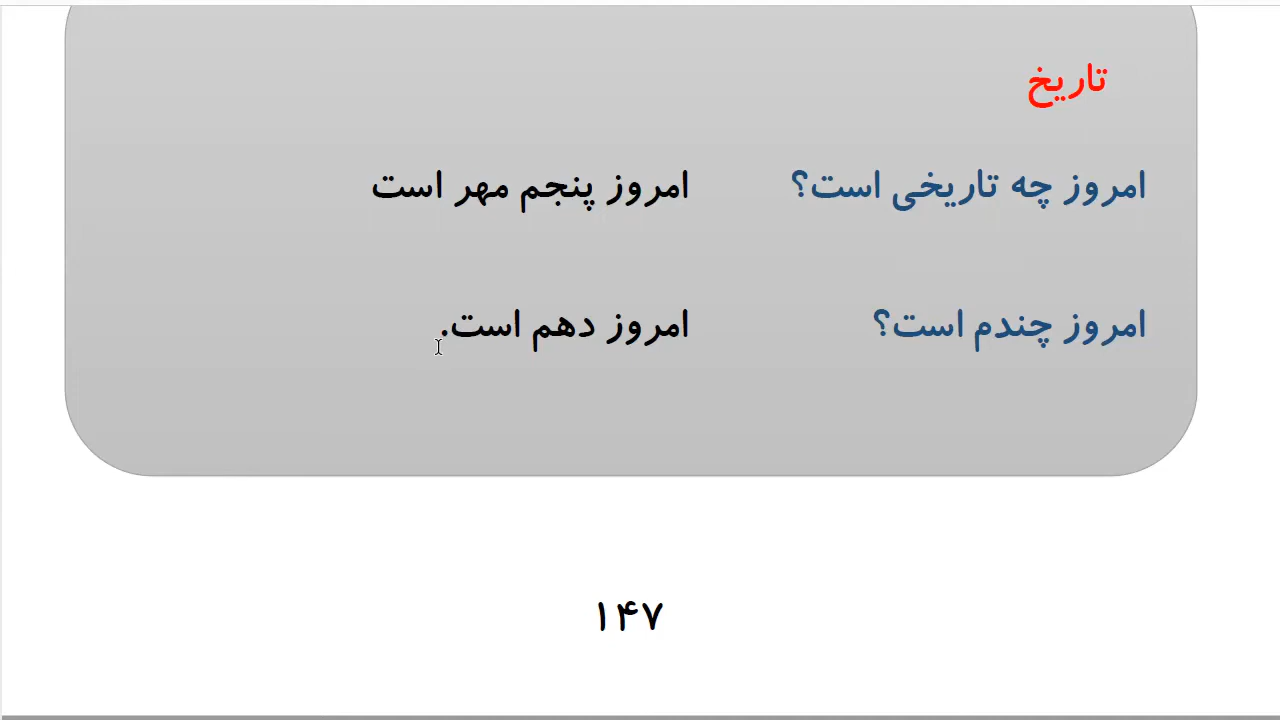 تاریخ
امروز چه تاریخی است؟ امروز پنجم مهر است
امروز چندم است؟ امروز دهم است.
۱۴۷